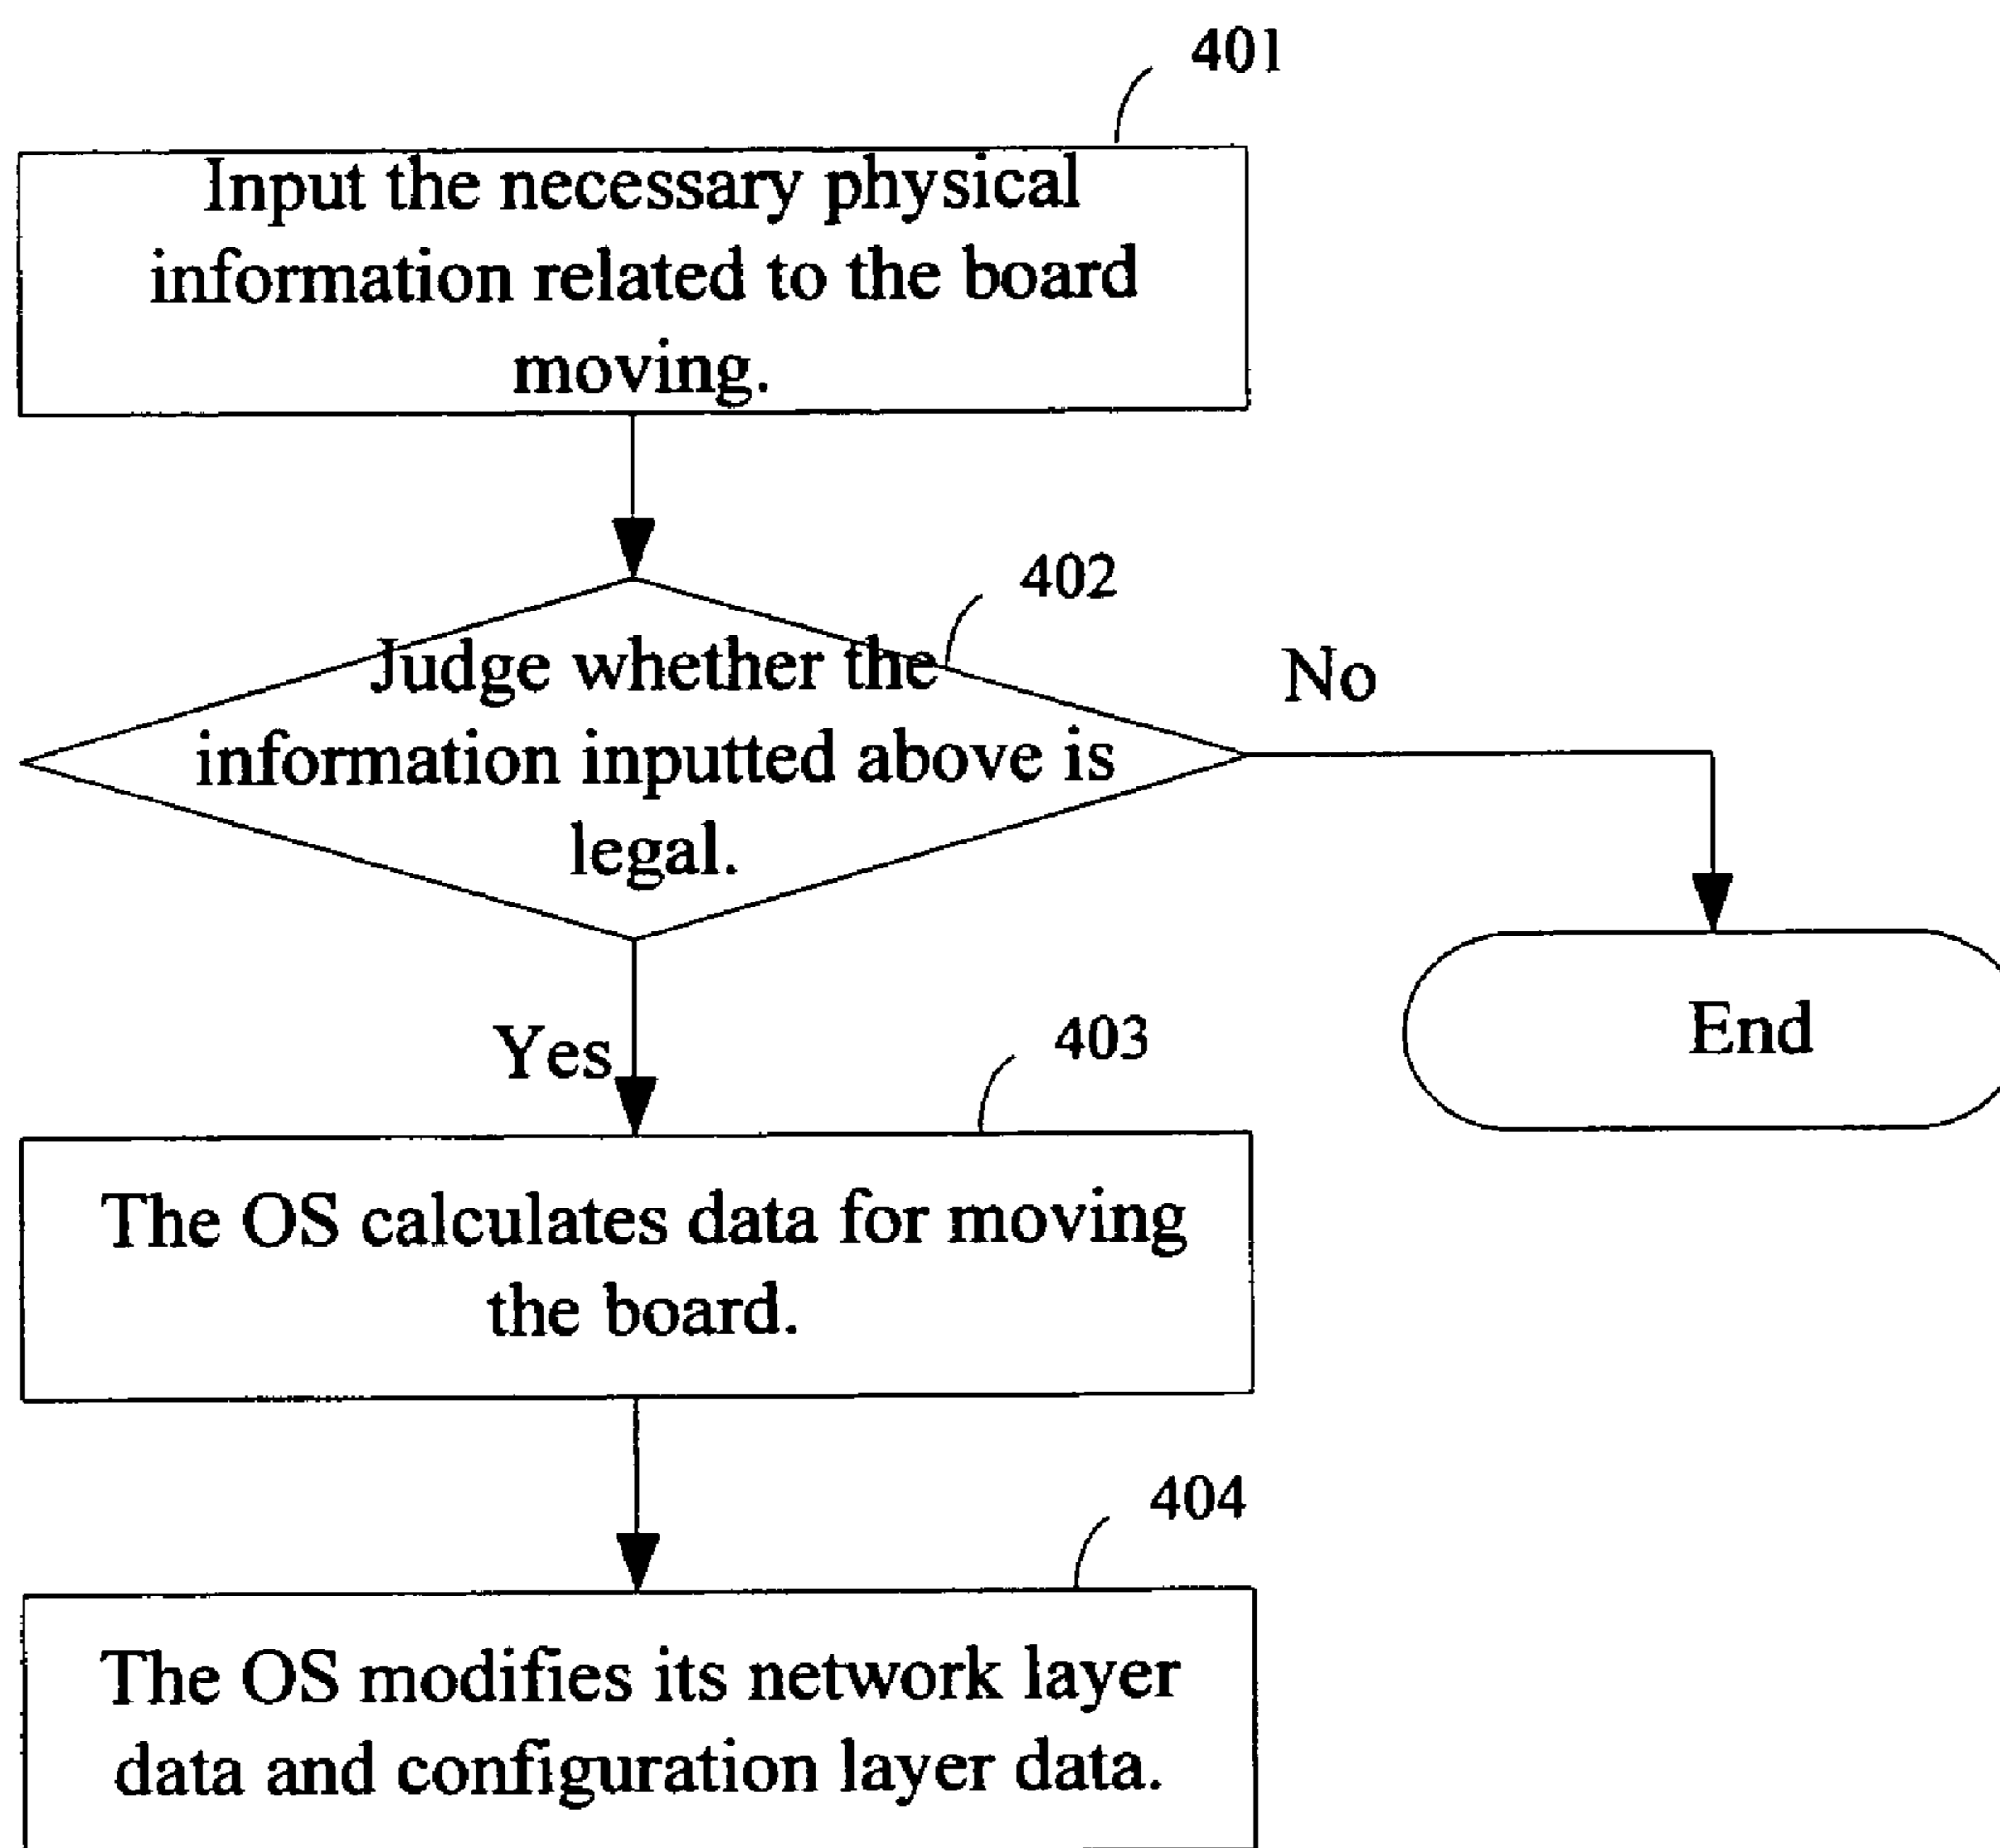 401
Input the necessary physical
information related to the board
moving.
402
Judge whether the
information inputted above is
legal.
No
End
Yes
403
The OS calculates data for moving
the board.
404
The OS modifies its network layer
data and configuration layer data.